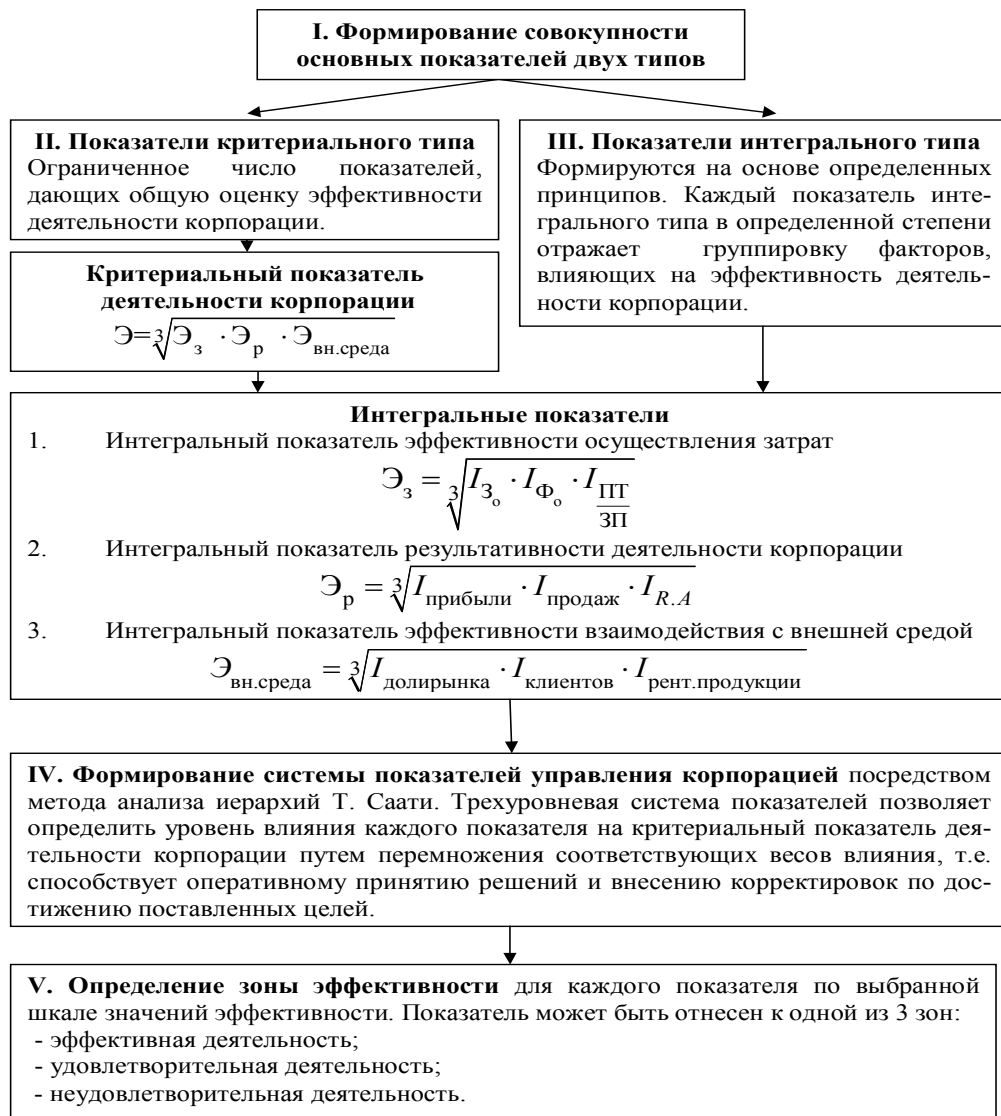 I. Формирование совокупности
основных показателей двух типов
II. Показатели критериального типа
Ограниченное число показателей,
дающих общую оценку эффективности
деятельности корпорации.
III. Показатели интегрального типа
Формируются на основе определенных
принципов. Каждый показатель инте-
грального типа в определенной степени
отражает группировку факторов,
влияющих на эффективность деятель-
ности корпорации.
Критериальный показатель
деятельности корпорации
Э=∛(Э_з · Э_р · Э_вн.среда)
Интегральные показатели
1. Интегральный показатель эффективности осуществления затрат
Э_з = ∛(I_{З_о} · I_{Ф_о} · I_{ПТ/ЗП})
2. Интегральный показатель результативности деятельности корпорации
Э_р = ∛(I_прибыли · I_продаж · I_{R.A})
3. Интегральный показатель эффективности взаимодействия с внешней средой
Э_вн.среда = ∛(I_долирынка · I_клиентов · I_рент.продукции)
IV. Формирование системы показателей управления корпорацией посредством
метода анализа иерархий Т. Саати. Трехуровневая система показателей позволяет
определить уровень влияния каждого показателя на критериальный показатель дея-
тельности корпорации путем перемножения соответствующих весов влияния, т.е.
способствует оперативному принятию решений и внесению корректировок по дос-
тижению поставленных целей.
V. Определение зоны эффективности для каждого показателя по выбранной
шкале значений эффективности. Показатель может быть отнесен к одной из 3 зон:
- эффективная деятельность;
- удовлетворительная деятельность;
- неудовлетворительная деятельность.